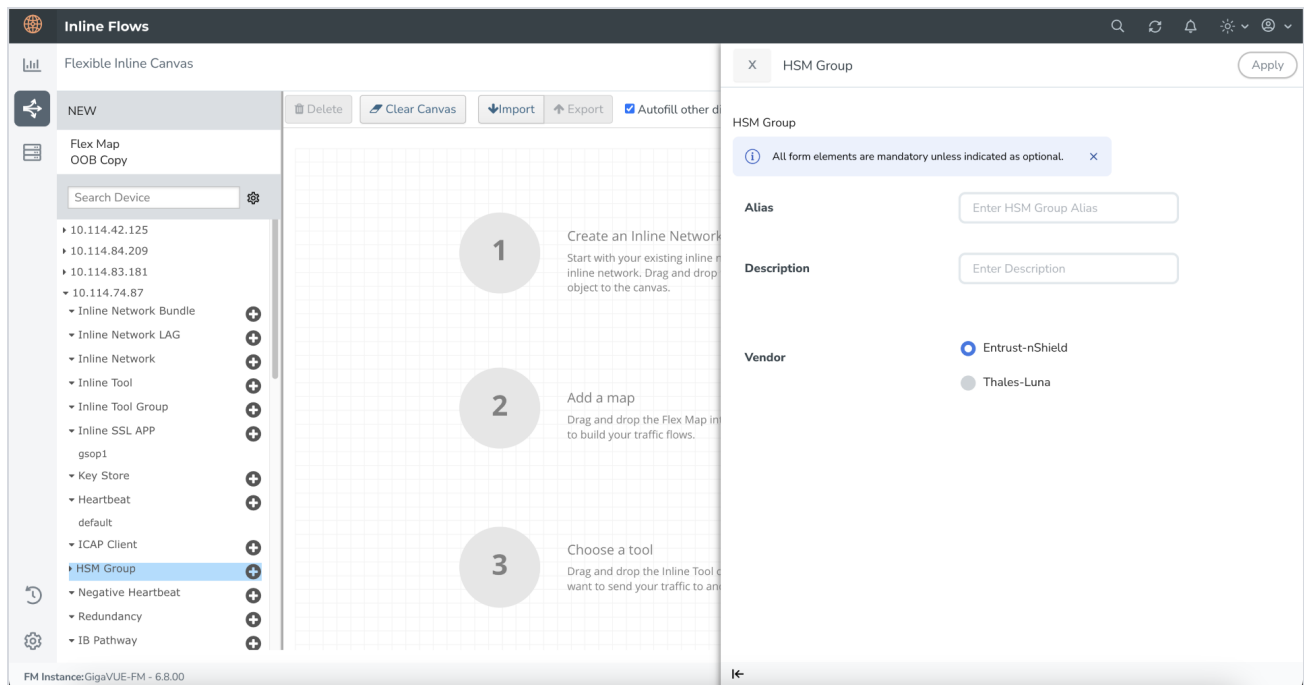 Inline Flows
Flexible Inline Canvas
NEW
Flex Map
OOB Copy
Search Device
10.114.42.125
10.114.84.209
10.114.83.181
10.114.74.87
Inline Network Bundle
Inline Network LAG
Inline Network
Inline Tool
Inline Tool Group
Inline SSL APP
gsop1
Key Store
Heartbeat
default
ICAP Client
HSM Group
Negative Heartbeat
Redundancy
IB Pathway
Delete
Clear Canvas
Import
Export
Autofill other di
1
Create an Inline Network
Start with your existing inline n
inline network. Drag and drop
object to the canvas.
2
Add a map
Drag and drop the Flex Map int
to build your traffic flows.
3
Choose a tool
Drag and drop the Inline Tool o
want to send your traffic to and
X
HSM Group
Apply
HSM Group
All form elements are mandatory unless indicated as optional.
Alias
Enter HSM Group Alias
Description
Enter Description
Vendor
Entrust-nShield
Thales-Luna
FM Instance:GigaVUE-FM - 6.8.00